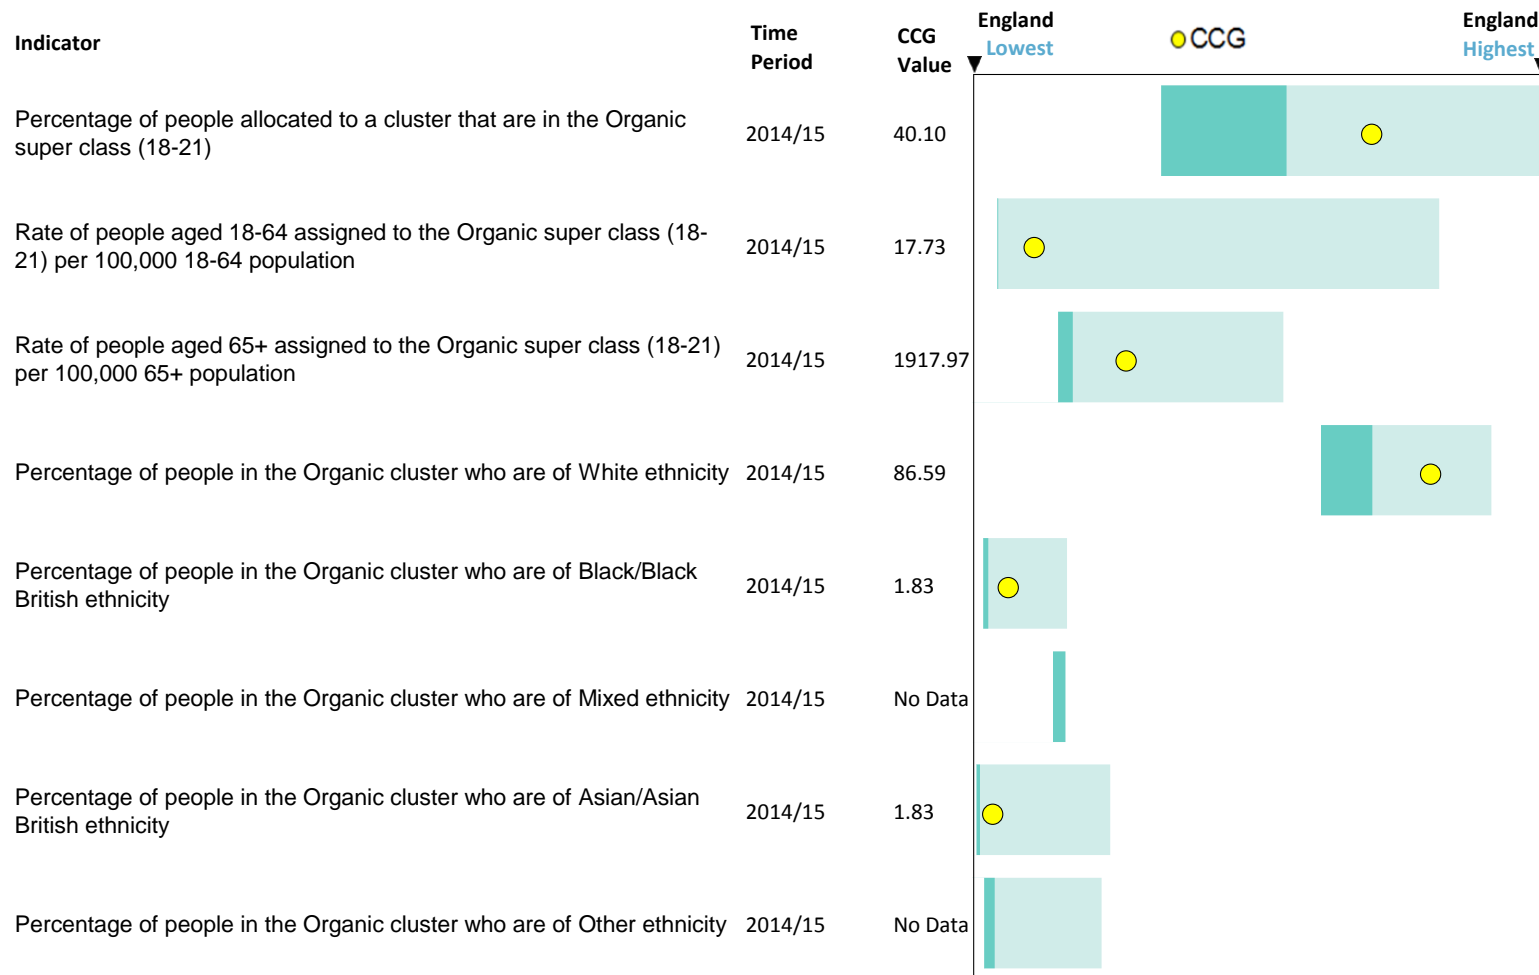 Indicator
Time
Period
CCG
Value
England
Lowest
CCG
England
Highest
Percentage of people allocated to a cluster that are in the Organic
super class (18-21)
2014/15
40.10
Rate of people aged 18-64 assigned to the Organic super class (18-
21) per 100,000 18-64 population
2014/15
17.73
Rate of people aged 65+ assigned to the Organic super class (18-21)
per 100,000 65+ population
2014/15
1917.97
Percentage of people in the Organic cluster who are of White ethnicity
2014/15
86.59
Percentage of people in the Organic cluster who are of Black/Black
British ethnicity
2014/15
1.83
Percentage of people in the Organic cluster who are of Mixed ethnicity
2014/15
No Data
Percentage of people in the Organic cluster who are of Asian/Asian
British ethnicity
2014/15
1.83
Percentage of people in the Organic cluster who are of Other ethnicity
2014/15
No Data